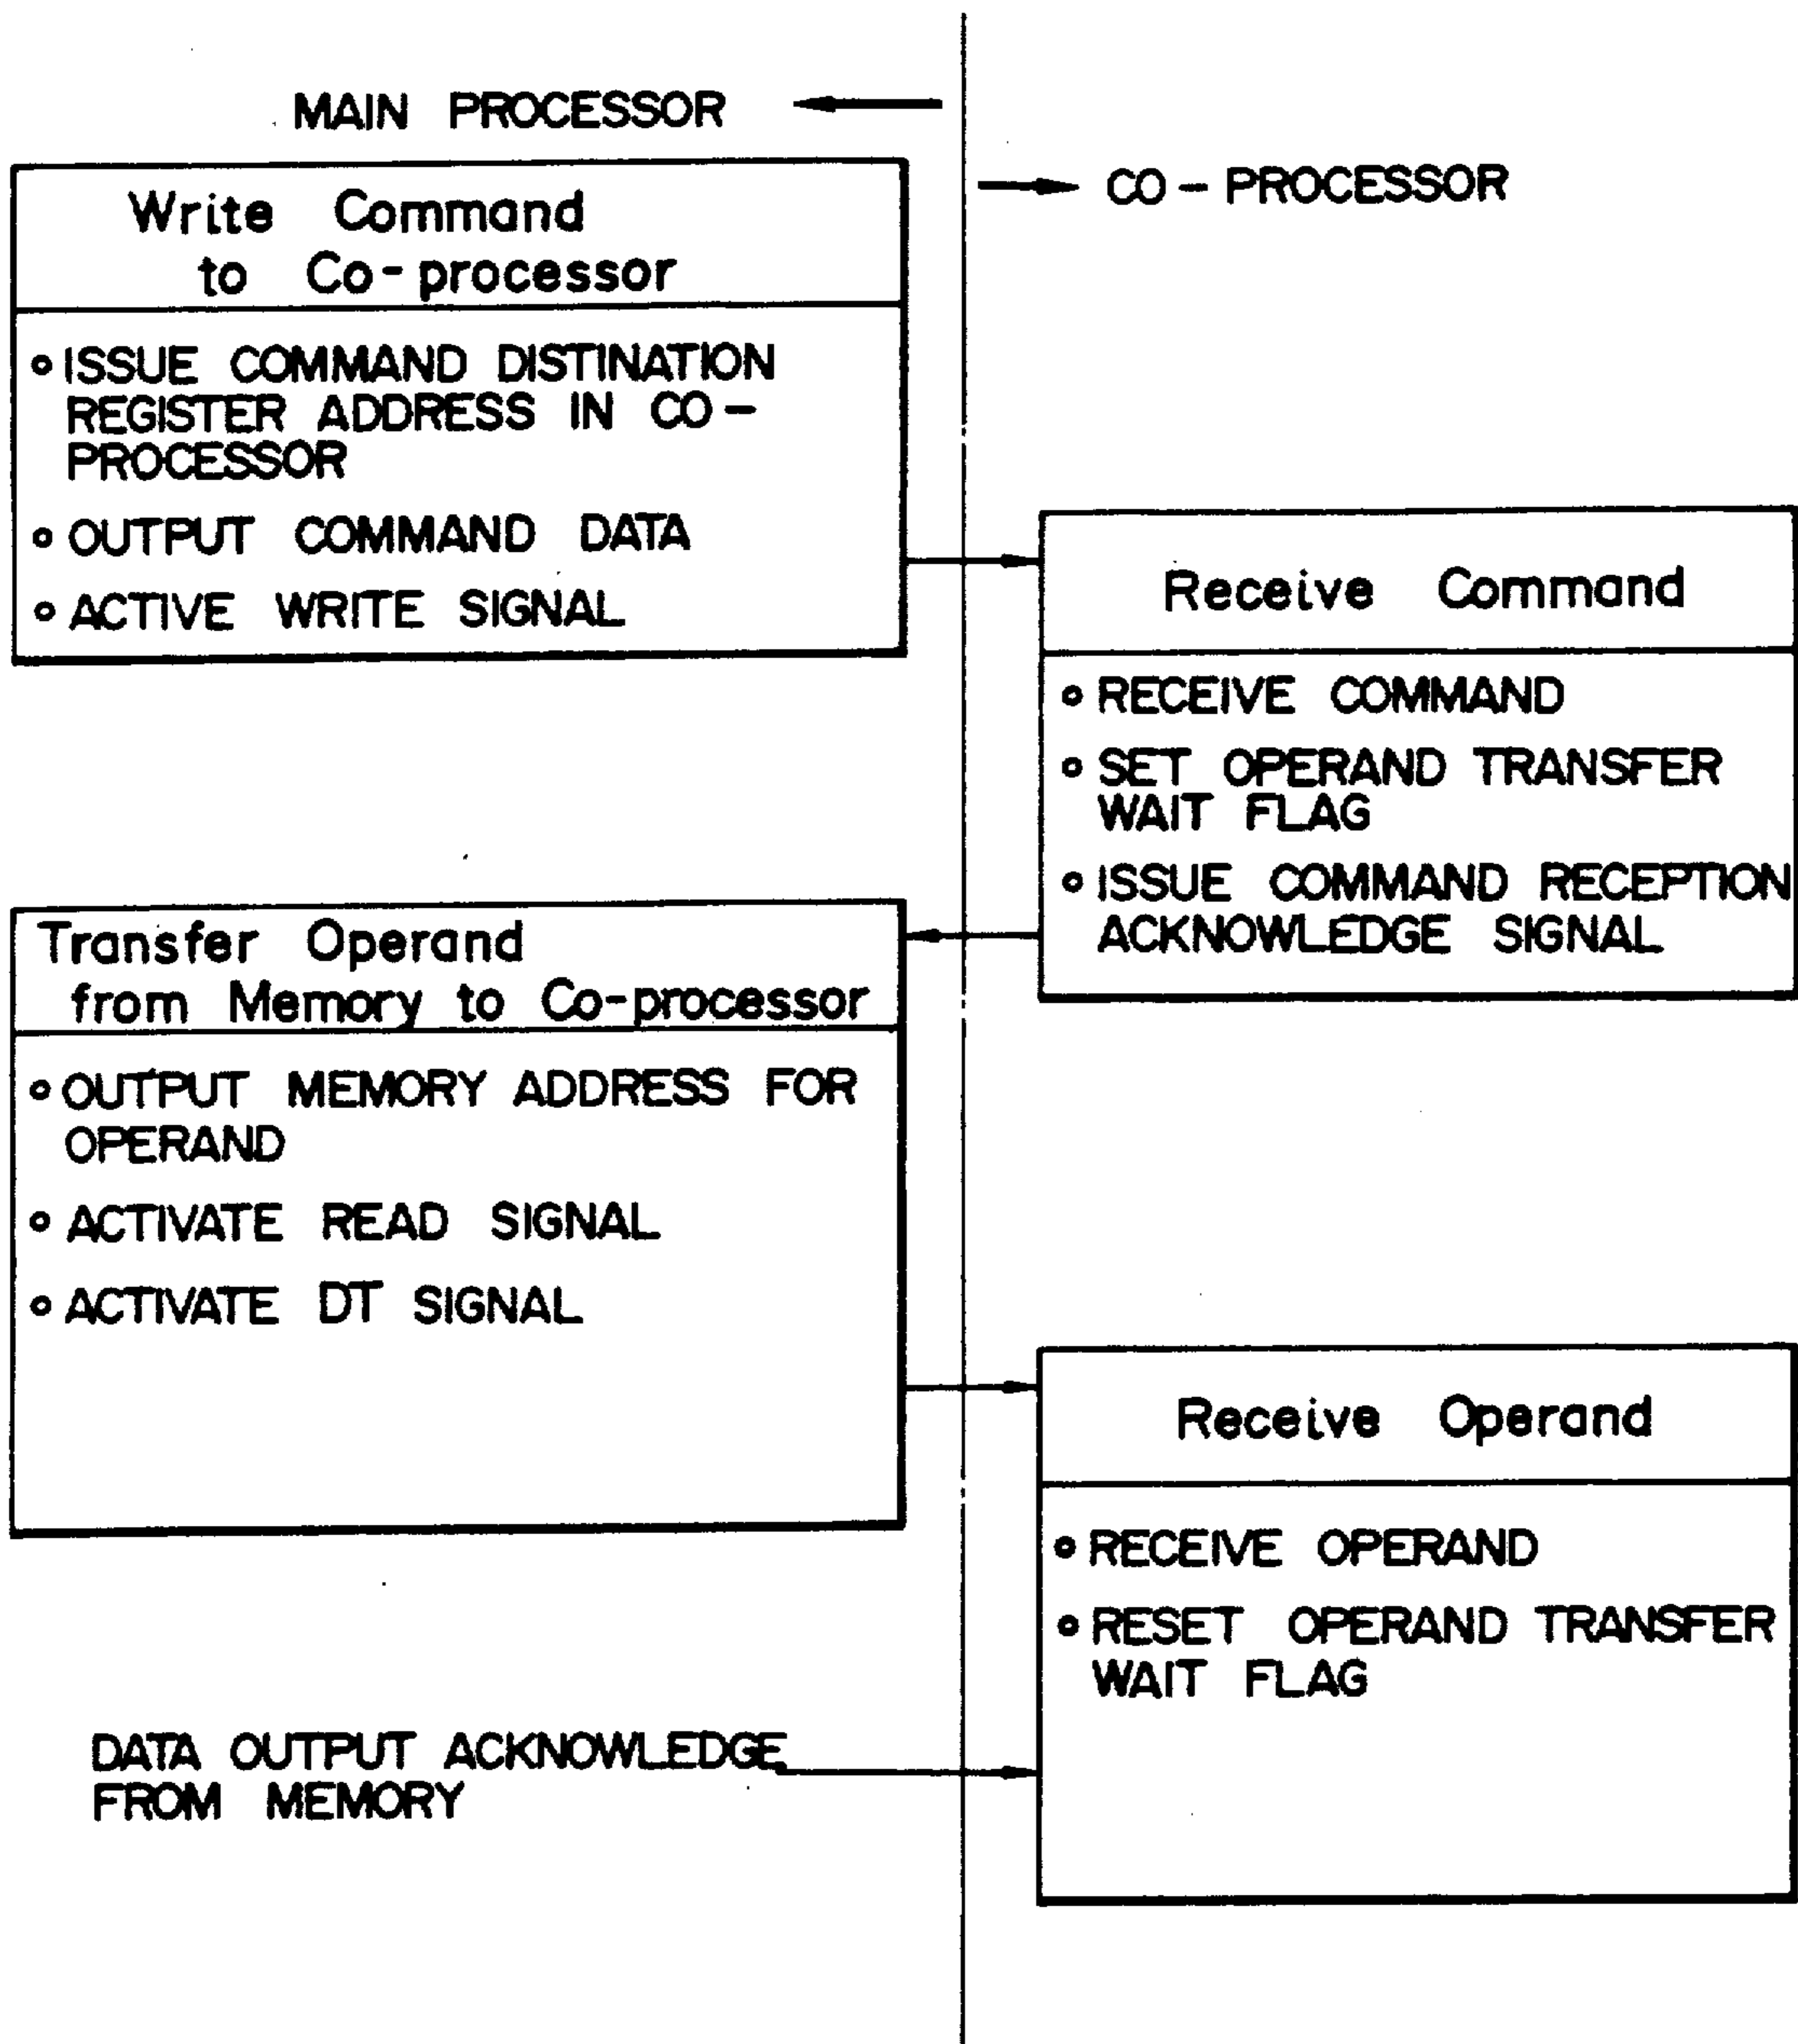 MAIN PROCESSOR
CO - PROCESSOR
Write Command
to Co-processor
ISSUE COMMAND DISTINATION
REGISTER ADDRESS IN CO -
PROCESSOR
OUTPUT COMMAND DATA
ACTIVE WRITE SIGNAL
Receive Command
RECEIVE COMMAND
SET OPERAND TRANSFER
WAIT FLAG
ISSUE COMMAND RECEPTION
ACKNOWLEDGE SIGNAL
Transfer Operand
from Memory to Co-processor
OUTPUT MEMORY ADDRESS FOR
OPERAND
ACTIVATE READ SIGNAL
ACTIVATE DT SIGNAL
Receive Operand
RECEIVE OPERAND
RESET OPERAND TRANSFER
WAIT FLAG
DATA OUTPUT ACKNOWLEDGE
FROM MEMORY